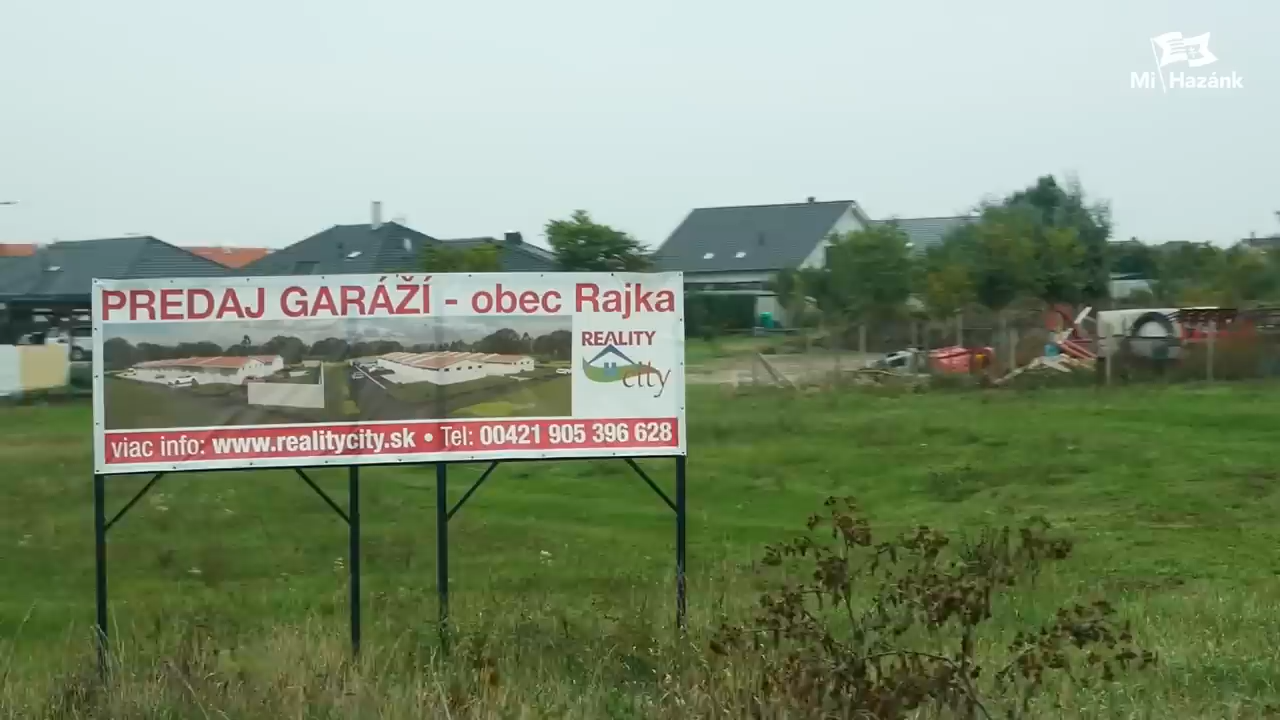 Mi Hazánk
PREDAJ GARÁŽÍ - obec Rajka
REALITY
city
viac info: www.realitycity.sk • Tel: 00421 905 396 628